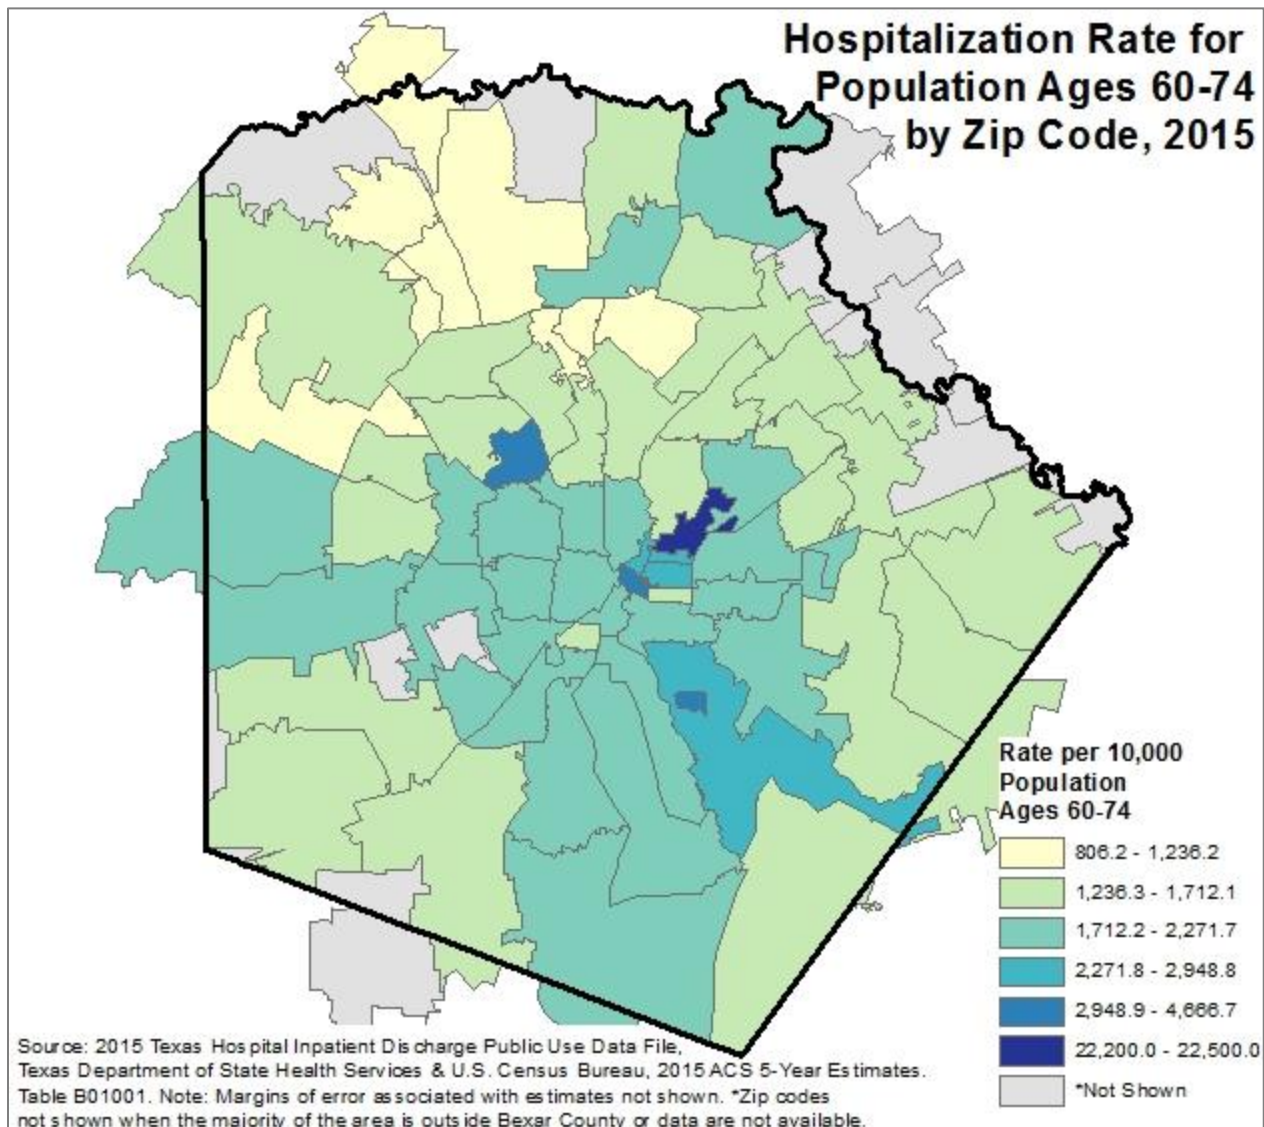 Hospitalization Rate for
Population Ages 60-74
by Zip Code, 2015
Rate per 10,000
Population
Ages 60-74
806.2 - 1,236.2
1,236.3 - 1,712.1
1,712.2 - 2,271.7
2,271.8 - 2,948.8
2,948.9 - 4,666.7
22,200.0 - 22,500.0
*Not Shown
Source: 2015 Texas Hospital Inpatient Discharge Public Use Data File,
Texas Department of State Health Services & U.S. Census Bureau, 2015 ACS 5-Year Estimates.
Table B01001. Note: Margins of error associated with estimates not shown. *Zip codes
not shown when the majority of the area is outside Bexar County or data are not available.